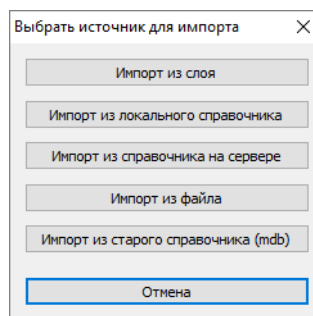 Выбрать источник для импорта
Импорт из слоя
Импорт из локального справочника
Импорт из справочника на сервере
Импорт из файла
Импорт из старого справочника (mdb)
Отмена